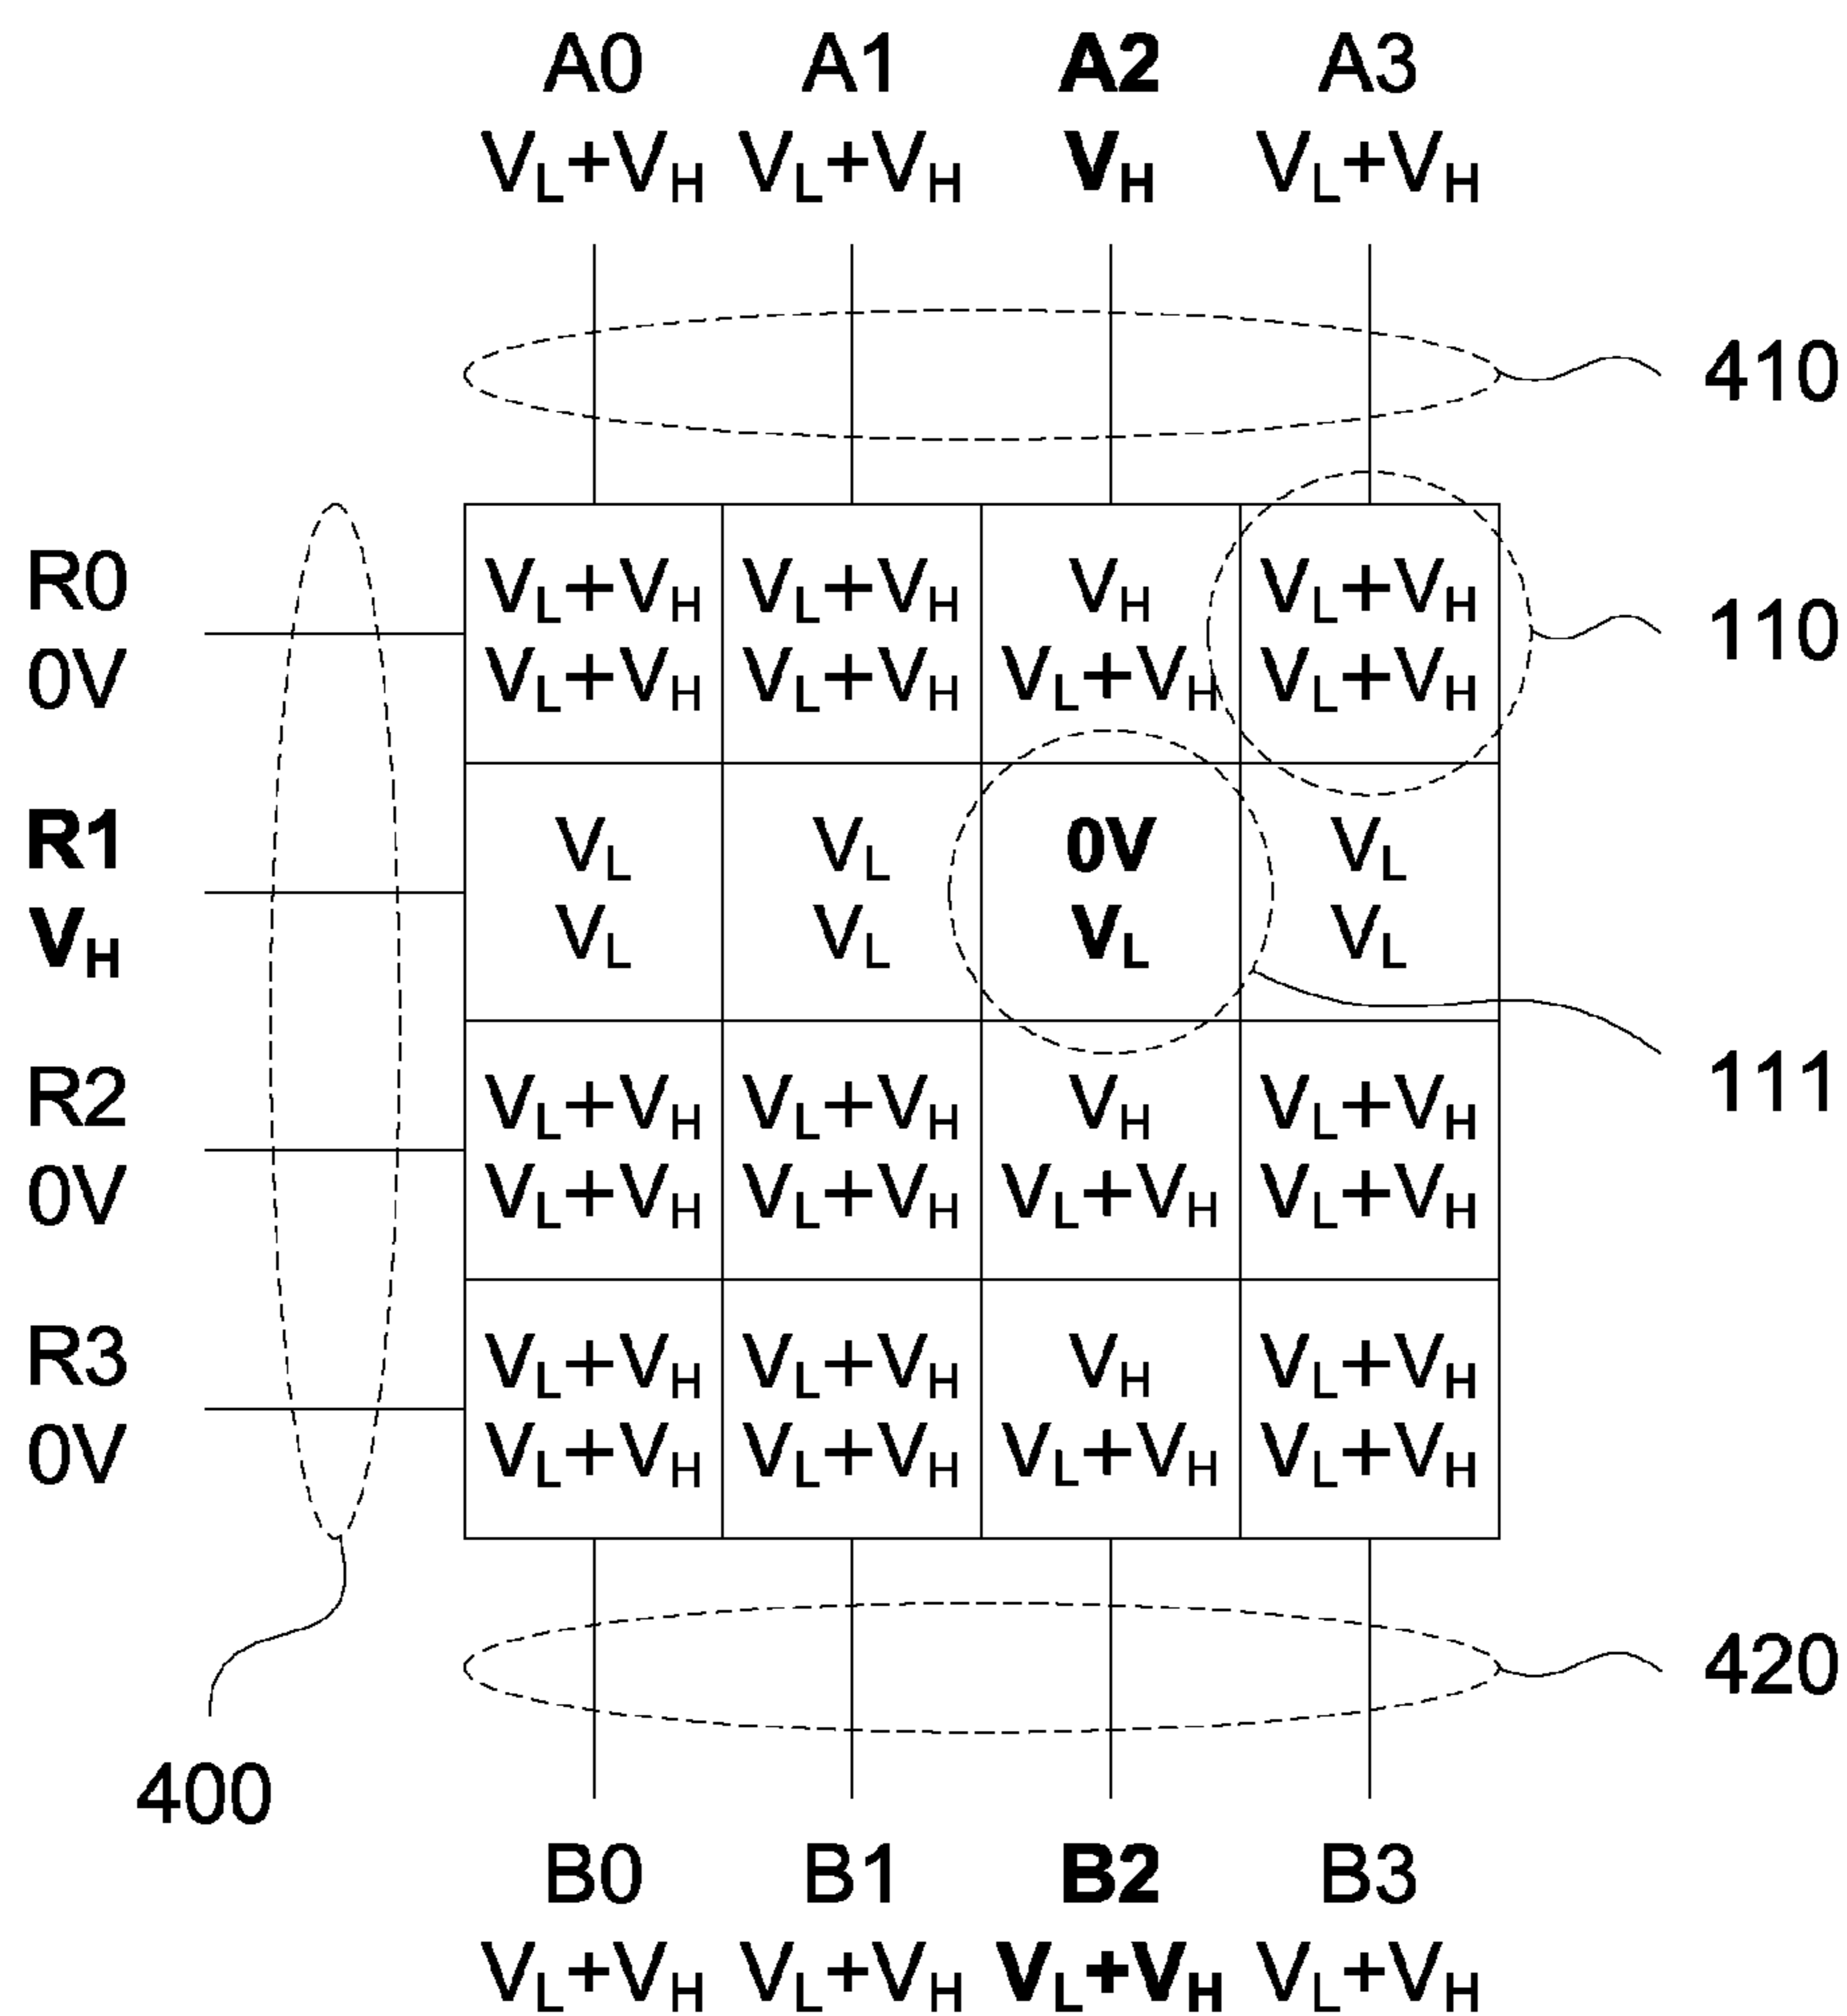 A0 A1 A2 A3
VL+VH VL+VH VH VL+VH
410
R0 VL+VH VL+VH VH VL+VH 110
0V VL+VH VL+VH VL+VH VL+VH
R1 VL VL 0V VL
VH VL VL VL VL
R2 VL+VH VL+VH VH VL+VH 111
0V VL+VH VL+VH VL+VH VL+VH
R3 VL+VH VL+VH VH VL+VH
0V VL+VH VL+VH VL+VH VL+VH
420
400
B0 B1 B2 B3
VL+VH VL+VH VL+VH VL+VH